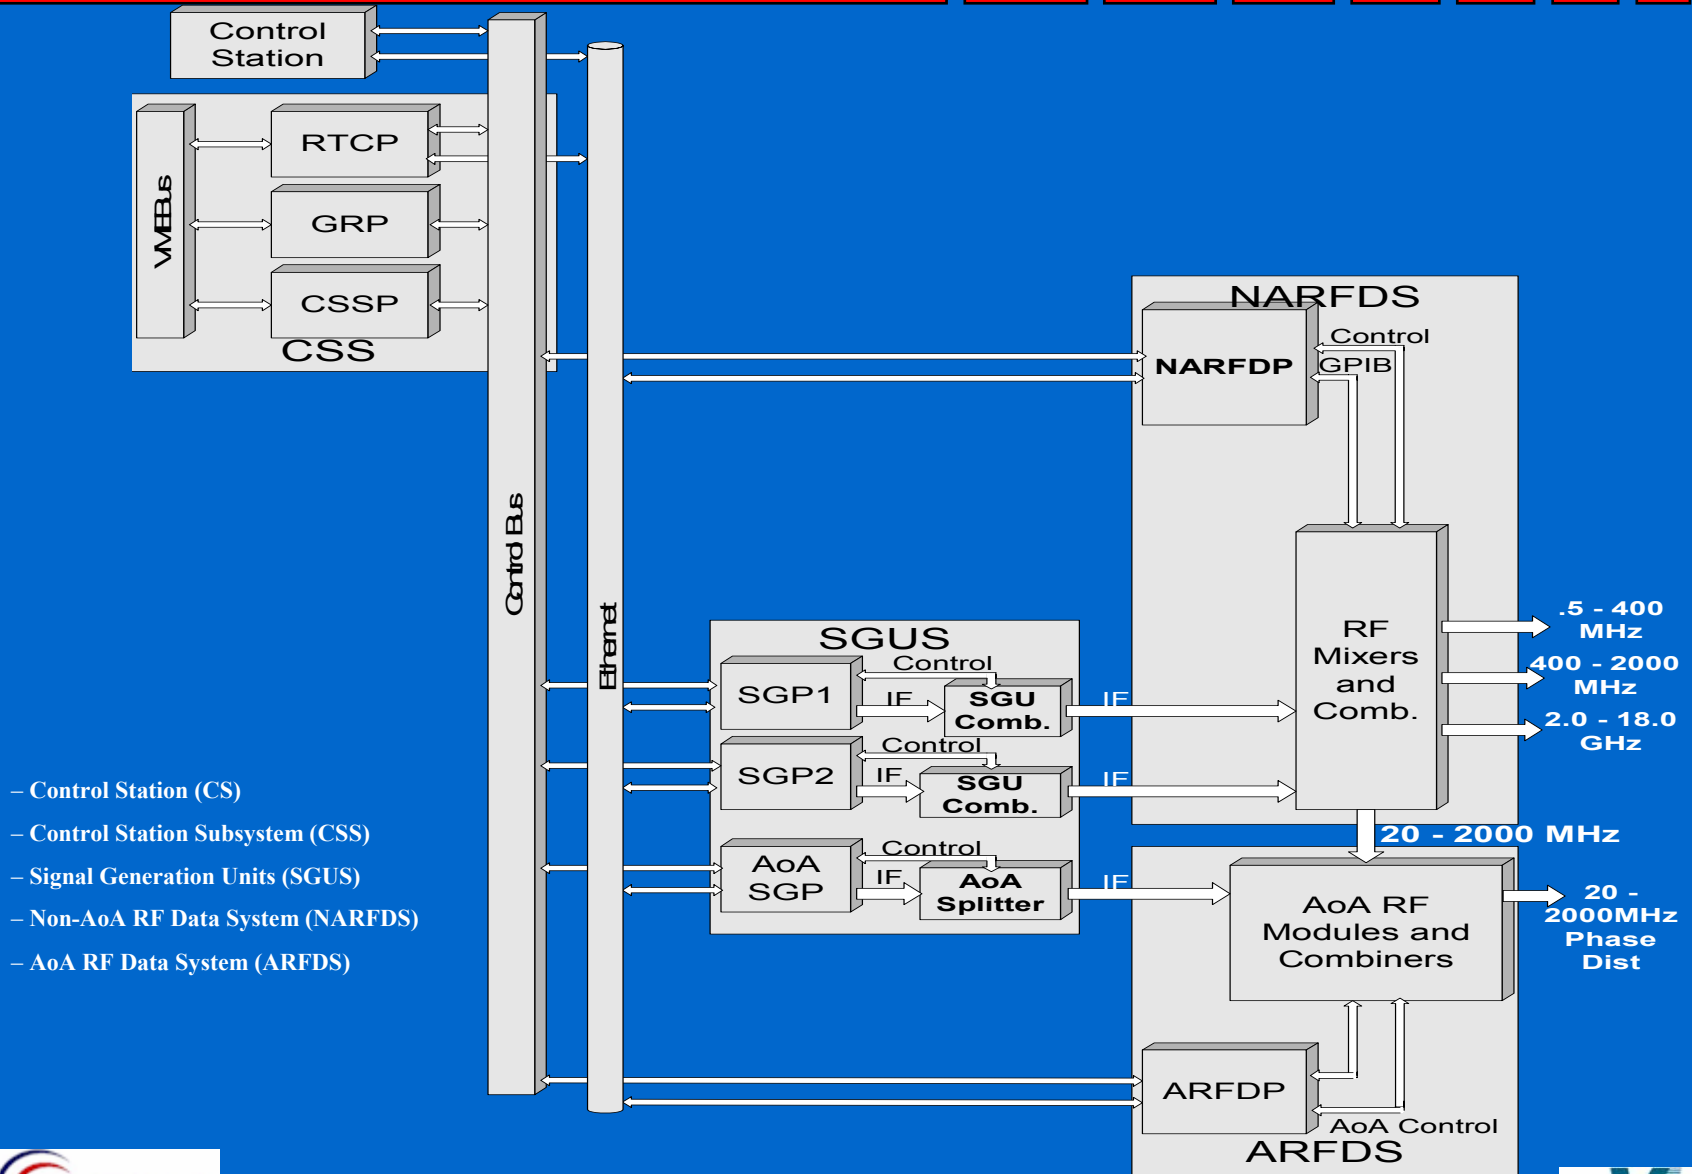 Control
Station
VMEBus
RTCP
GRP
CSSP
CSS
Control Bus
Ethernet
NARFDS
NARFDP
Control
GPIB
RF
Mixers
and
Comb.
.5 - 400
MHz
400 - 2000
MHz
2.0 - 18.0
GHz
SGUS
SGP1
Control
IF
SGU
Comb.
IF
SGP2
Control
IF
SGU
Comb.
IF
AoA
SGP
Control
IF
AoA
Splitter
IF
20 - 2000 MHz
AoA RF
Modules and
Combiners
20 -
2000MHz
Phase
Dist
ARFDP
AoA Control
ARFDS
– Control Station (CS)
– Control Station Subsystem (CSS)
– Signal Generation Units (SGUS)
– Non-AoA RF Data System (NARFDS)
– AoA RF Data System (ARFDS)